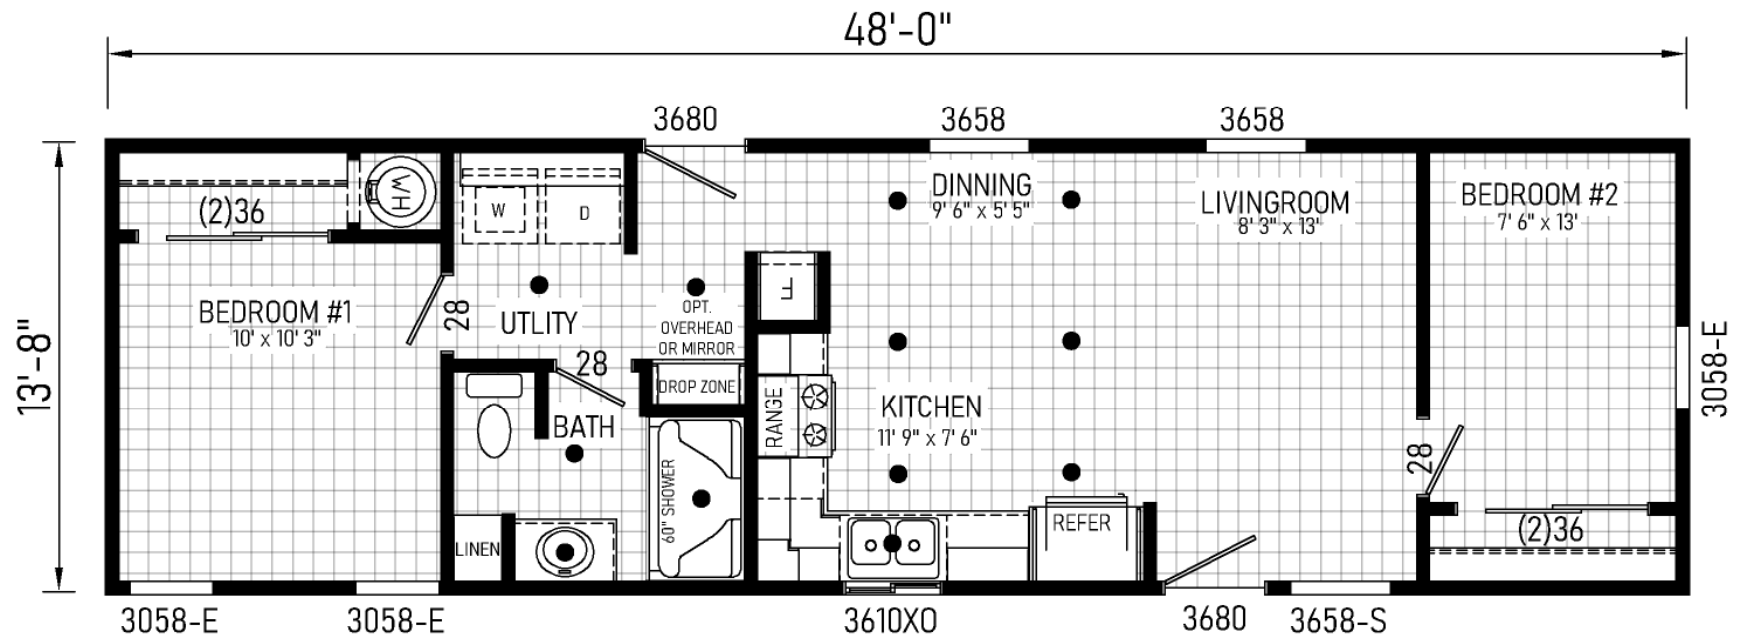 48'-0"
3680
3658
3658
13'-8"
(2)36
WH
W
D
DINNING
9' 6" x 5' 5"
LIVINGROOM
8' 3" x 13'
BEDROOM #2
7' 6" x 13'
BEDROOM #1
10' x 10' 3"
28
UTLITY
OPT.
OVERHEAD
OR MIRROR
F
28
DROP ZONE
BATH
RANGE
KITCHEN
11' 9" x 7' 6"
3058-E
28
60" SHOWER
LINEN
REFER
(2)36
3058-E
3058-E
3610XO
3680
3658-S